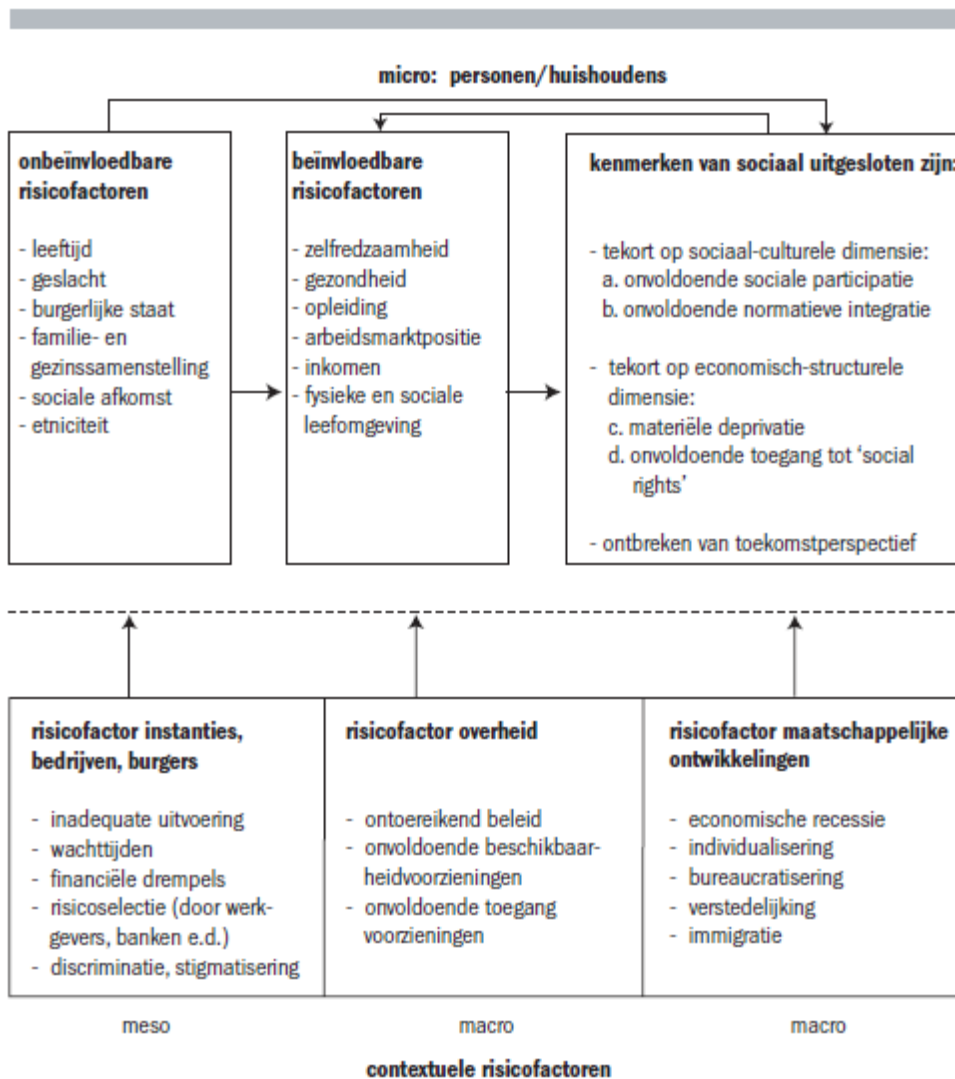 micro: personen/huishoudens
onbeïnvloedbare
risicofactoren
- leeftijd
- geslacht
- burgerlijke staat
- familie- en
gezinssamenstelling
- sociale afkomst
- etniciteit
beïnvloedbare
risicofactoren
- zelfredzaamheid
- gezondheid
- opleiding
- arbeidsmarktpositie
- inkomen
- fysieke en sociale
leefomgeving
kenmerken van sociaal uitgesloten zijn:
- tekort op sociaal-culturele dimensie:
a. onvoldoende sociale participatie
b. onvoldoende normatieve integratie
- tekort op economisch-structurele
dimensie:
c. materiële deprivatie
d. onvoldoende toegang tot ‘social
rights’
- ontbreken van toekomstperspectief
risicofactor instanties,
bedrijven, burgers
- inadequate uitvoering
- wachttijden
- financiële drempels
- risicoselectie (door werk-
gevers, banken e.d.)
- discriminatie, stigmatisering
risicofactor overheid
- ontoereikend beleid
- onvoldoende beschikbaar-
heidvoorzieningen
- onvoldoende toegang
voorzieningen
risicofactor maatschappelijke
ontwikkelingen
- economische recessie
- individualisering
- bureaucratisering
- verstedelijking
- immigratie
meso
macro
macro
contextuele risicofactoren